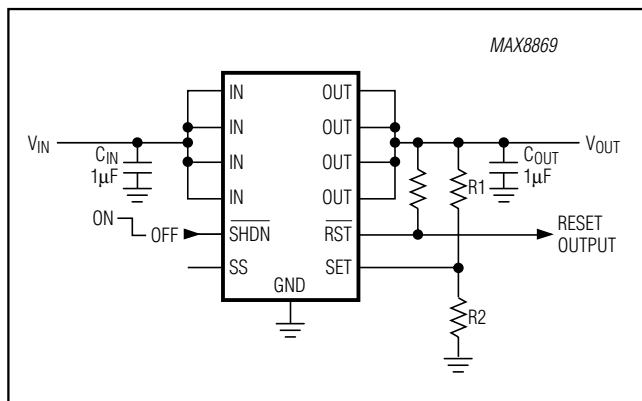 MAX8869
IN OUT
IN OUT
V_IN C_IN 1µF IN OUT R1 C_OUT 1µF V_OUT
IN OUT
ON OFF SHDN RST RESET OUTPUT
SS SET
GND
R2